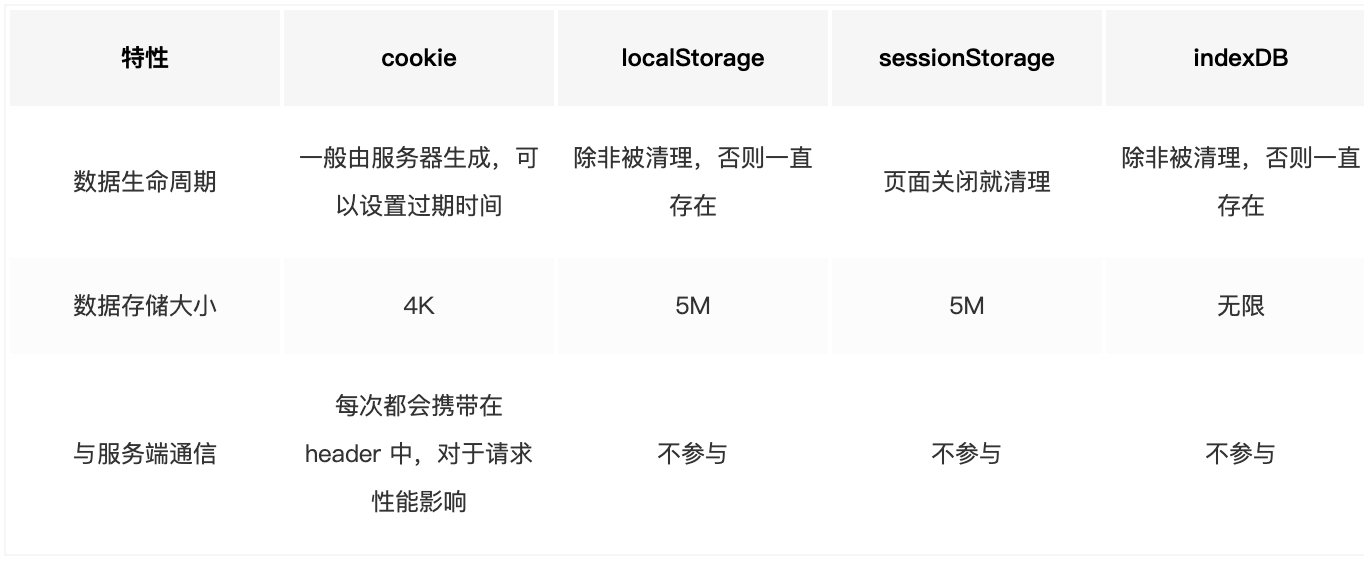 特性 cookie localStorage sessionStorage indexDB
数据生命周期
一般由服务器生成，可
以设置过期时间
除非被清理，否则一直
存在
页面关闭就清理
除非被清理，否则一直
存在
数据存储大小 4K 5M 5M 无限
与服务端通信
每次都会携带在
header 中，对于请求
性能影响
不参与
不参与
不参与